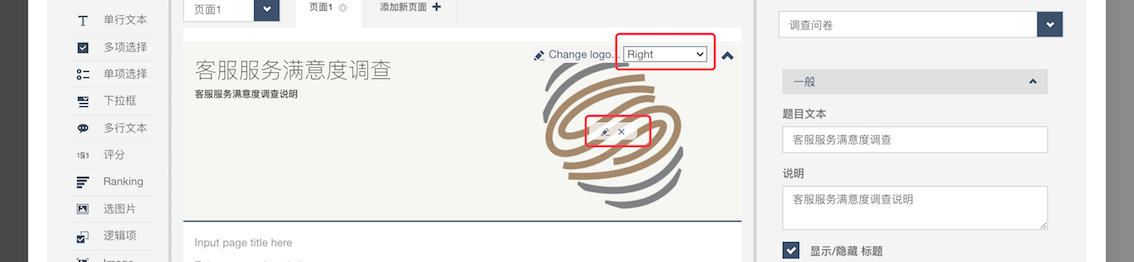 单行文本
多项选择
单项选择
下拉框
多行文本
评分
Ranking
选图片
逻辑项
页面1
页面1
添加新页面
Change logo...
Right
客服服务满意度调查
客服服务满意度调查说明
Input page title here
调查问卷
一般
题目文本
客服服务满意度调查
说明
客服服务满意度调查说明
显示/隐藏 标题